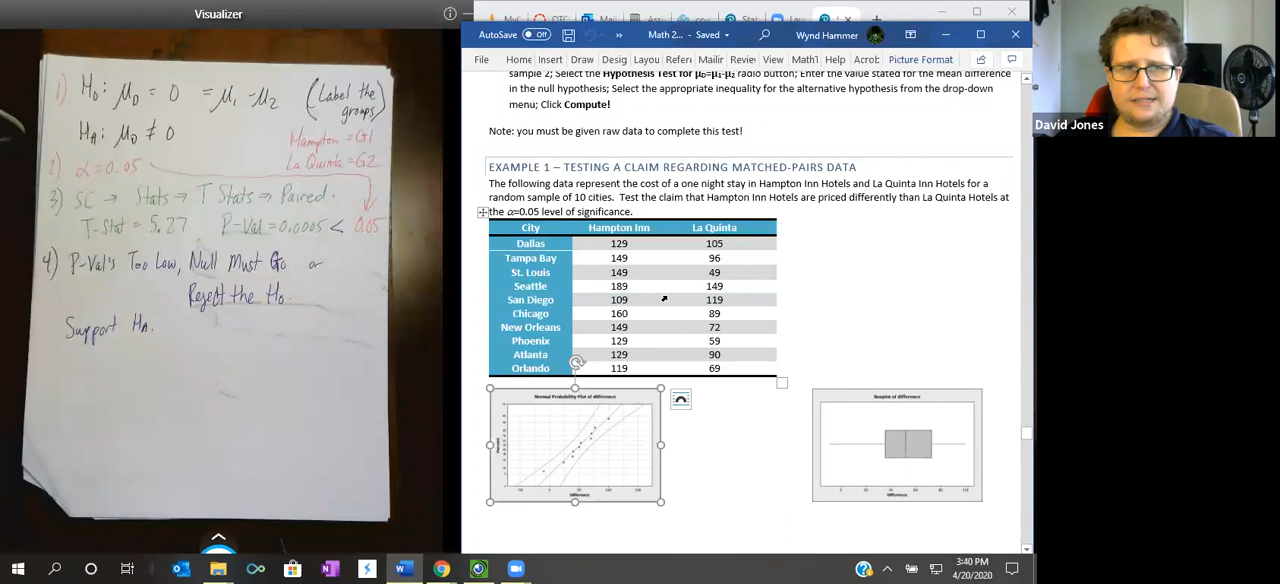 Visualizer
1) H0: μD = 0 = μ1 - μ2 (Label the groups)
HA: μD ≠ 0
Hampton = G1
La Quinta = G2
2) α = 0.05
3) SC → Stats → T Stats → Paired.
T-Stat = 5.27 P-Val = 0.0005 < 0.05
4) P-Val's Too Low, Null Must Go or
Reject the H0.
Support HA.
AutoSave Off
Math 2... - Saved
Wynd Hammer
File Home Insert Draw Desig Layou Refere Mailir Review View MathT Help Acrob Picture Format
sample 2; Select the Hypothesis Test for μD=μ1-μ2 radio button; Enter the value stated for the mean difference
in the null hypothesis; Select the appropriate inequality for the alternative hypothesis from the drop-down
menu; Click Compute!
Note: you must be given raw data to complete this test!
EXAMPLE 1 – TESTING A CLAIM REGARDING MATCHED-PAIRS DATA
The following data represent the cost of a one night stay in Hampton Inn Hotels and La Quinta Inn Hotels for a
random sample of 10 cities. Test the claim that Hampton Inn Hotels are priced differently than La Quinta Hotels at
the α=0.05 level of significance.
City Hampton Inn La Quinta
Dallas 129 105
Tampa Bay 149 96
St. Louis 149 49
Seattle 189 149
San Diego 109 119
Chicago 160 89
New Orleans 149 72
Phoenix 129 59
Atlanta 129 90
Orlando 119 69
Normal Probability Plot of difference
Difference
Boxplot of difference
Difference
David Jones
3:40 PM
4/20/2020